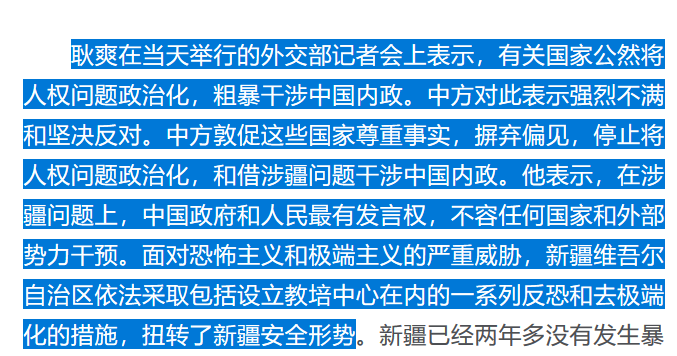 耿爽在当天举行的外交部记者会上表示，有关国家公然将
人权问题政治化，粗暴干涉中国内政。中方对此表示强烈不满
和坚决反对。中方敦促这些国家尊重事实，摒弃偏见，停止将
人权问题政治化，和借涉疆问题干涉中国内政。他表示，在涉
疆问题上，中国政府和人民最有发言权，不容任何国家和外部
势力干预。面对恐怖主义和极端主义的严重威胁，新疆维吾尔
自治区依法采取包括设立教培中心在内的一系列反恐和去极端
化的措施，扭转了新疆安全形势。新疆已经两年多没有发生暴